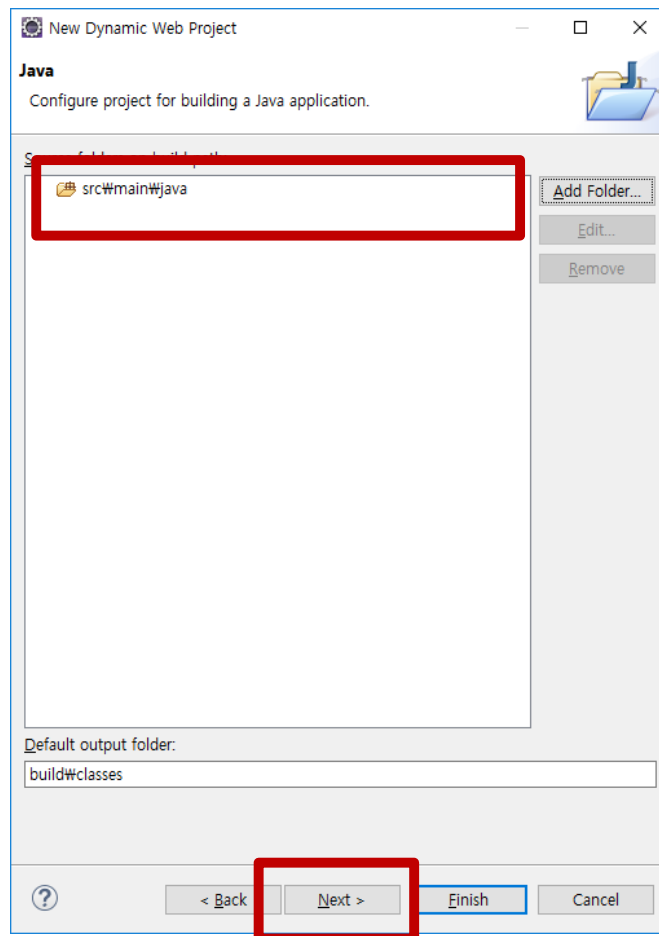 New Dynamic Web Project
Java
Configure project for building a Java application.
src₩main₩java
Add Folder...
Edit...
Remove
Default output folder:
build₩classes
< Back
Next >
Finish
Cancel